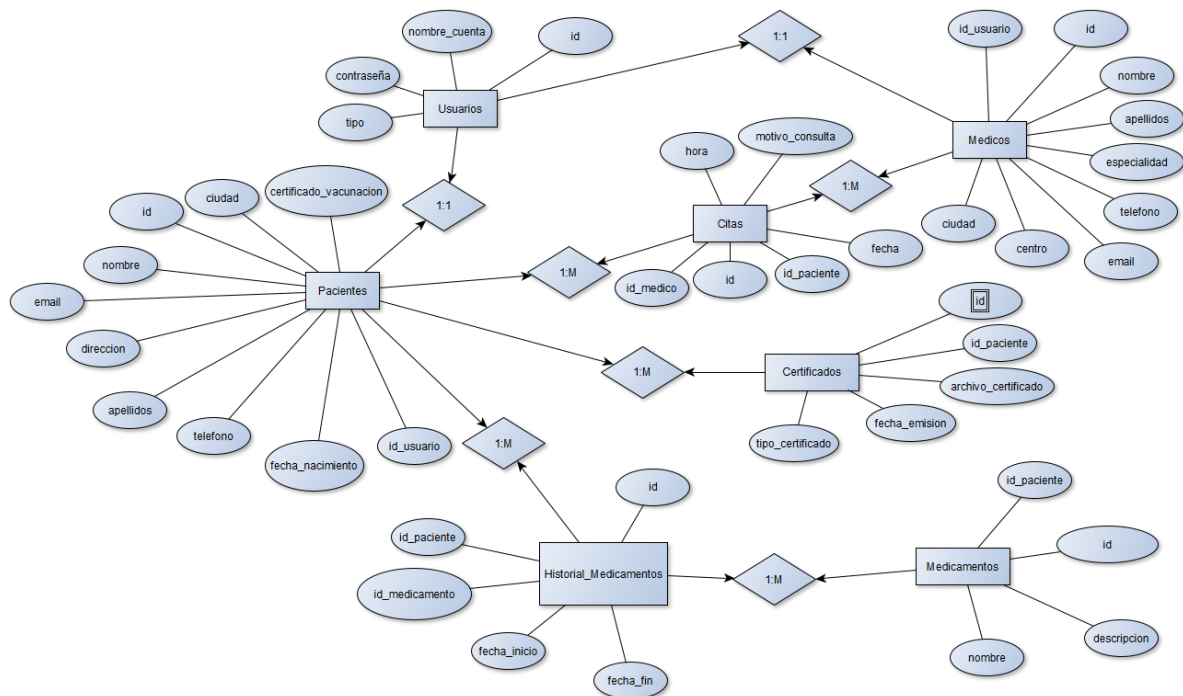 nombre_cuenta
id
contraseña
tipo
Usuarios
1:1
id_usuario
id
nombre
apellidos
especialidad
telefono
email
centro
ciudad
Medicos
hora
motivo_consulta
1:M
Citas
fecha
id_paciente
id
id_medico
1:1
1:M
certificado_vacunacion
ciudad
id
nombre
email
direccion
apellidos
telefono
fecha_nacimiento
id_usuario
Pacientes
1:M
id
id_paciente
archivo_certificado
fecha_emision
tipo_certificado
Certificados
1:M
id
id_paciente
id_medicamento
fecha_inicio
fecha_fin
Historial_Medicamentos
1:M
id_paciente
id
Medicamentos
descripcion
nombre